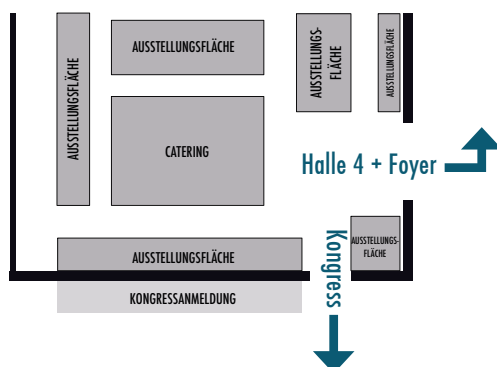 AUSSTELLUNGSFLÄCHE
AUSSTELLUNGSFLÄCHE
AUSSTELLUNGS-
FLÄCHE
AUSSTELLUNGSFLÄCHE
CATERING
Halle 4 + Foyer
AUSSTELLUNGSFLÄCHE
Kongress
AUSSTELLUNGS-
FLÄCHE
KONGRESSANMELDUNG